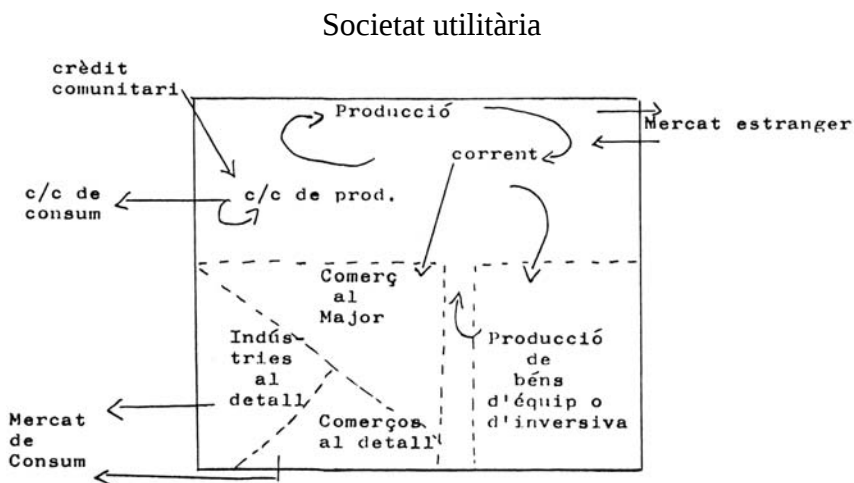 Societat utilitària
crèdit
comunitari
Producció
Mercat estranger
corrent
c/c de
consum
c/c de prod.
Comerç
al
Major
Indús-
tries
al
detall
Producció
de
béns
d'équip o
d'inversiva
Comerços
al detall
Mercat
de
Consum